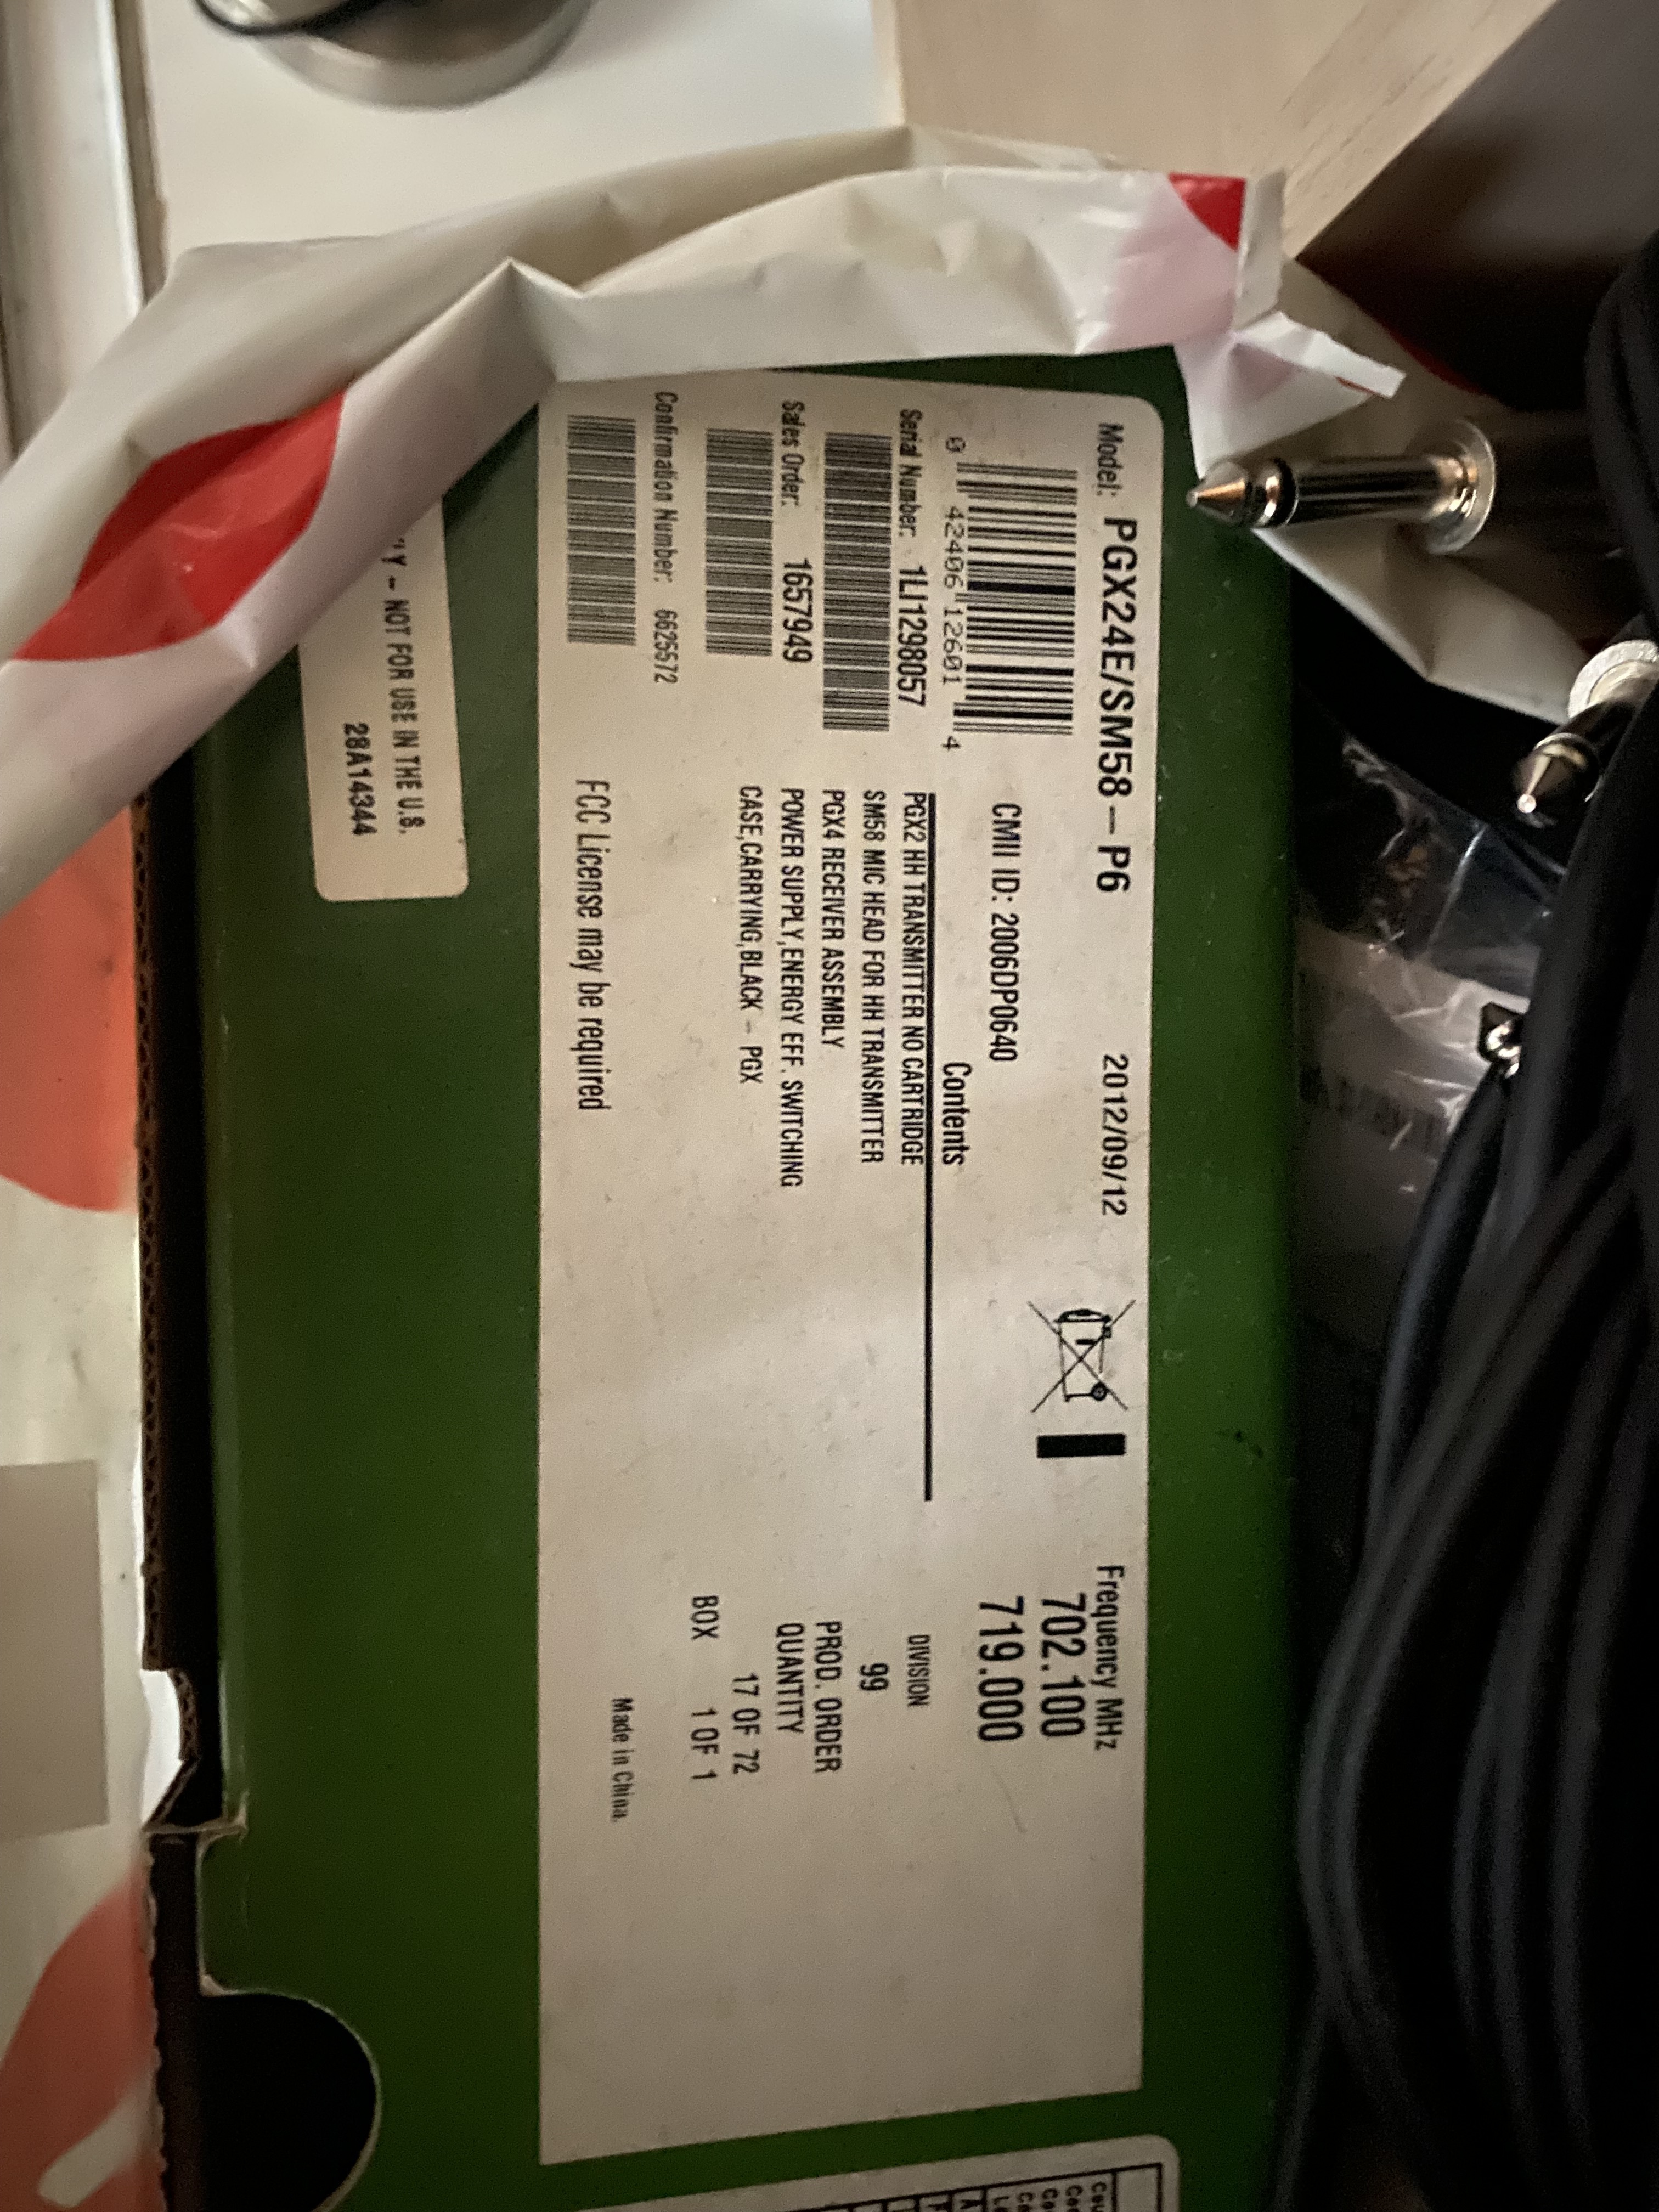 Model: PGX24E/SM58 — P6
2012/09/12
Frequency MHz
702.100
719.000
0 42406 12601 4
CMII ID: 2006DP0640
Contents
Serial Number: 1LI1298057
PGX2 HH TRANSMITTER NO CARTRIDGE
SM58 MIC HEAD FOR HH TRANSMITTER
PGX4 RECEIVER ASSEMBLY
POWER SUPPLY,ENERGY EFF. SWITCHING
CASE,CARRYING,BLACK - PGX
DIVISION
99
PROD. ORDER
QUANTITY
17 OF 72
BOX 1 OF 1
Sales Order: 1657949
Confirmation Number: 6625572
FCC License may be required
Made in China.
LY - NOT FOR USE IN THE U.S.
28A14344